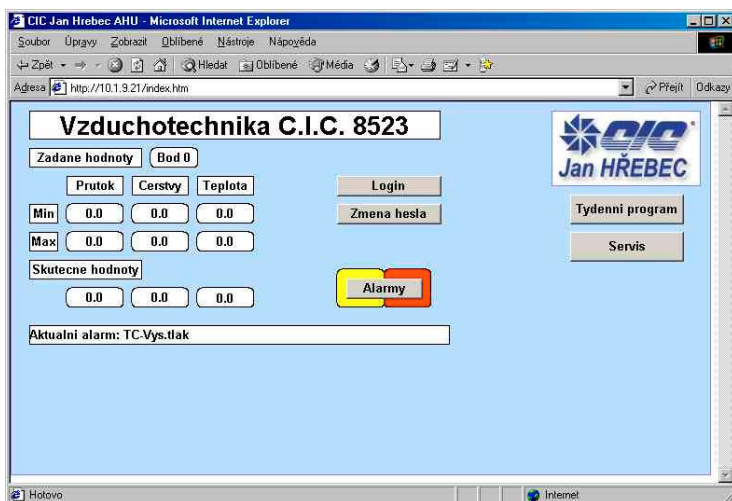 CIC Jan Hrebec AHU - Microsoft Internet Explorer
Soubor Úpravy Zobrazit Oblíbené Nástroje Nápověda
Zpět Hledat Oblíbené Média
Adresa http://10.1.9.21/index.htm Přejít Odkazy
Vzduchotechnika C.I.C. 8523
CIC
Jan HŘEBEC
Zadane hodnoty Bod 0
Prutok Cerstvy Teplota Login
Min 0.0 0.0 0.0 Zmena hesla Tydenni program
Max 0.0 0.0 0.0 Servis
Skutecne hodnoty
0.0 0.0 0.0 Alarmy
Aktualni alarm: TC-Vys.tlak
Hotovo Internet